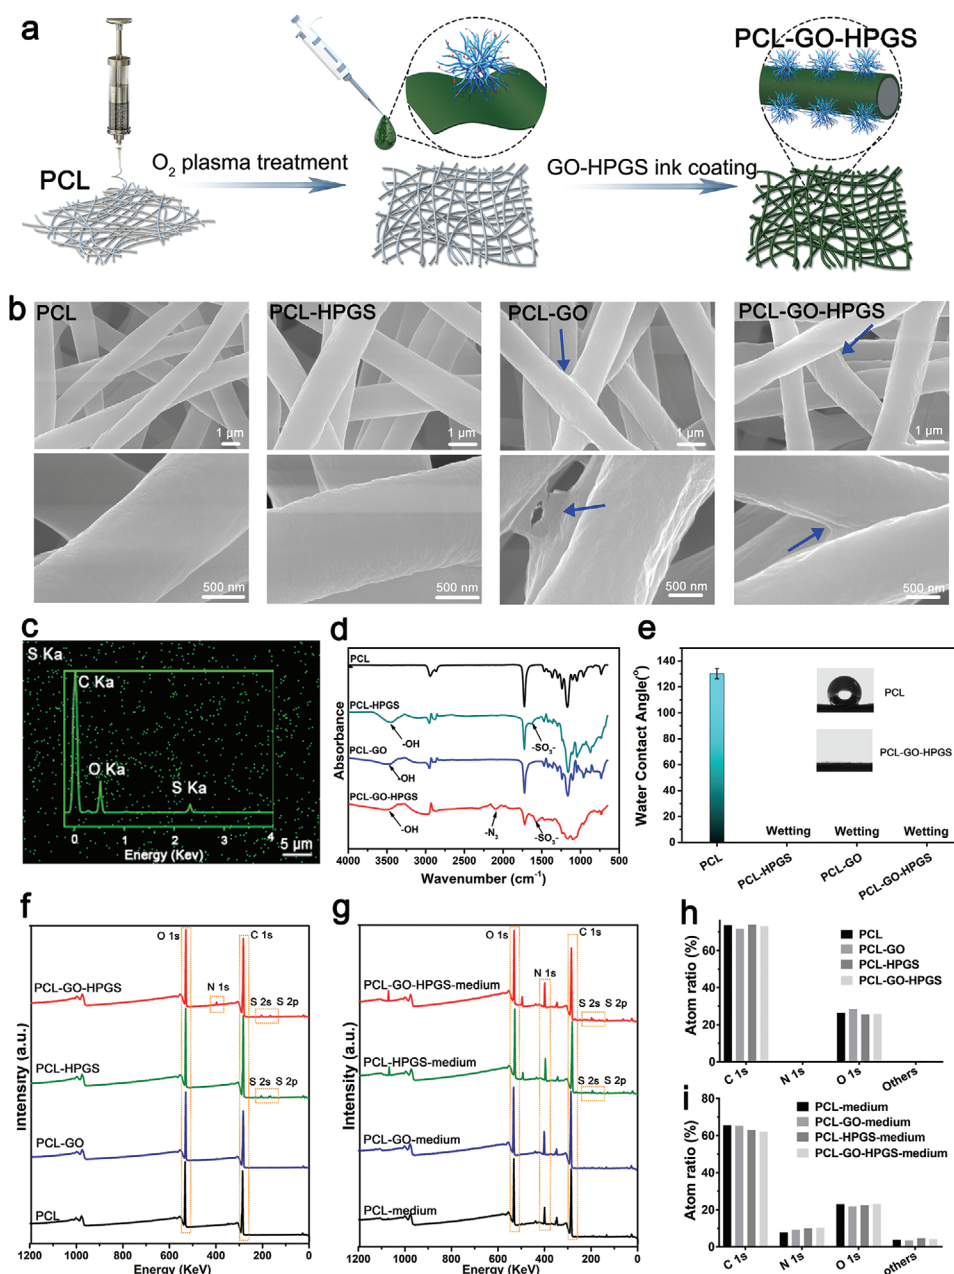 a
PCL
O2 plasma treatment
GO-HPGS ink coating
PCL-GO-HPGS
b
PCL
PCL-HPGS
PCL-GO
PCL-GO-HPGS
1 µm
1 µm
1 µm
1 µm
500 nm
500 nm
500 nm
500 nm
c
S Ka
C Ka
O Ka
S Ka
0 1 2 3 4
Energy (Kev)
5 µm
d
PCL
PCL-HPGS
-OH
-SO3-
PCL-GO
-OH
PCL-GO-HPGS
-OH
-N3
-SO3-
Absorbance
4000 3500 3000 2500 2000 1500 1000 500
Wavenumber (cm-1)
e
Water Contact Angle(°)
140
120
100
80
60
40
20
0
PCL
PCL-GO-HPGS
Wetting
Wetting
Wetting
PCL
PCL-HPGS
PCL-GO
PCL-GO-HPGS
f
O 1s
C 1s
PCL-GO-HPGS
N 1s
S 2s S 2p
PCL-HPGS
S 2s S 2p
PCL-GO
PCL
Intensity (a.u.)
1200 1000 800 600 400 200 0
Energy (KeV)
g
O 1s
C 1s
N 1s
PCL-GO-HPGS-medium
S 2s S 2p
PCL-HPGS-medium
S 2s S 2p
PCL-GO-medium
PCL-medium
Intensity (a.u.)
1200 1000 800 600 400 200 0
Energy (KeV)
h
Atom ratio (%)
60
40
20
0
PCL
PCL-GO
PCL-HPGS
PCL-GO-HPGS
C 1s
N 1s
O 1s
Others
i
Atom ratio (%)
80
60
40
20
0
PCL-medium
PCL-GO-medium
PCL-HPGS-medium
PCL-GO-HPGS-medium
C 1s
N 1s
O 1s
others